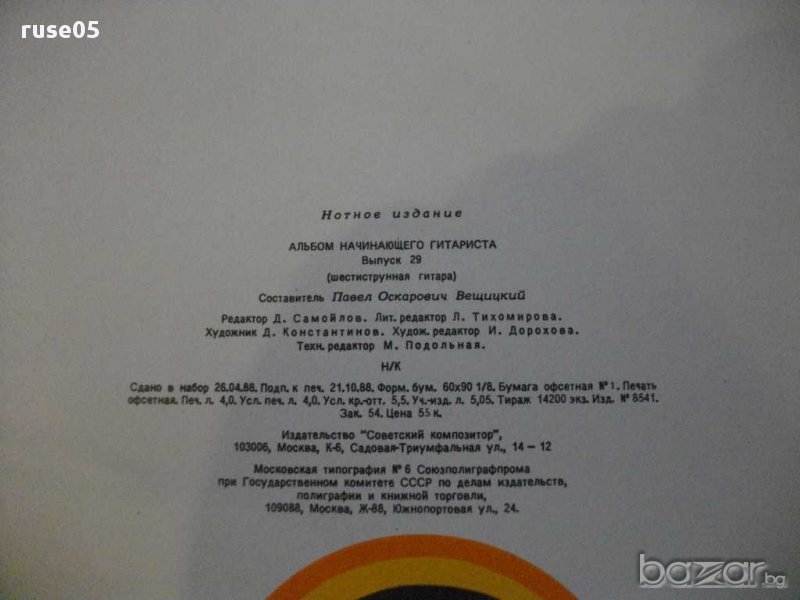 ruse05
Нотное издание
АЛЬБОМ НАЧИНАЮЩЕГО ГИТАРИСТА
Выпуск 29
(шестиструнная гитара)
Составитель Павел Оскарович Вещицкий
Редактор Д. Самойлов. Лит. редактор Л. Тихомирова.
Художник Д. Константинов. Худож. редактор И. Дорохова.
Техн. редактор М. Подольная.
Н/К
Сдано в набор 26.04.88. Подп. к печ. 21.10.88. Форм. бум. 60х90 1/8. Бумага офсетная № 1. Печать
офсетная. Печ. л. 4,0. Усл. печ. л. 4,0. Усл. кр.-отт. 5,5. Уч.-изд. л. 5,05. Тираж 14200 экз. Изд. № 8541.
Зак. 54. Цена 55 к.
Издательство "Советский композитор",
103006, Москва, К-6, Садовая-Триумфальная ул., 14 – 12
Московская типография № 6 Союзполиграфпрома
при Государственном комитете СССР по делам издательств,
полиграфии и книжной торговли,
109088, Москва, Ж-88, Южнопортовая ул., 24.
bazar.bg